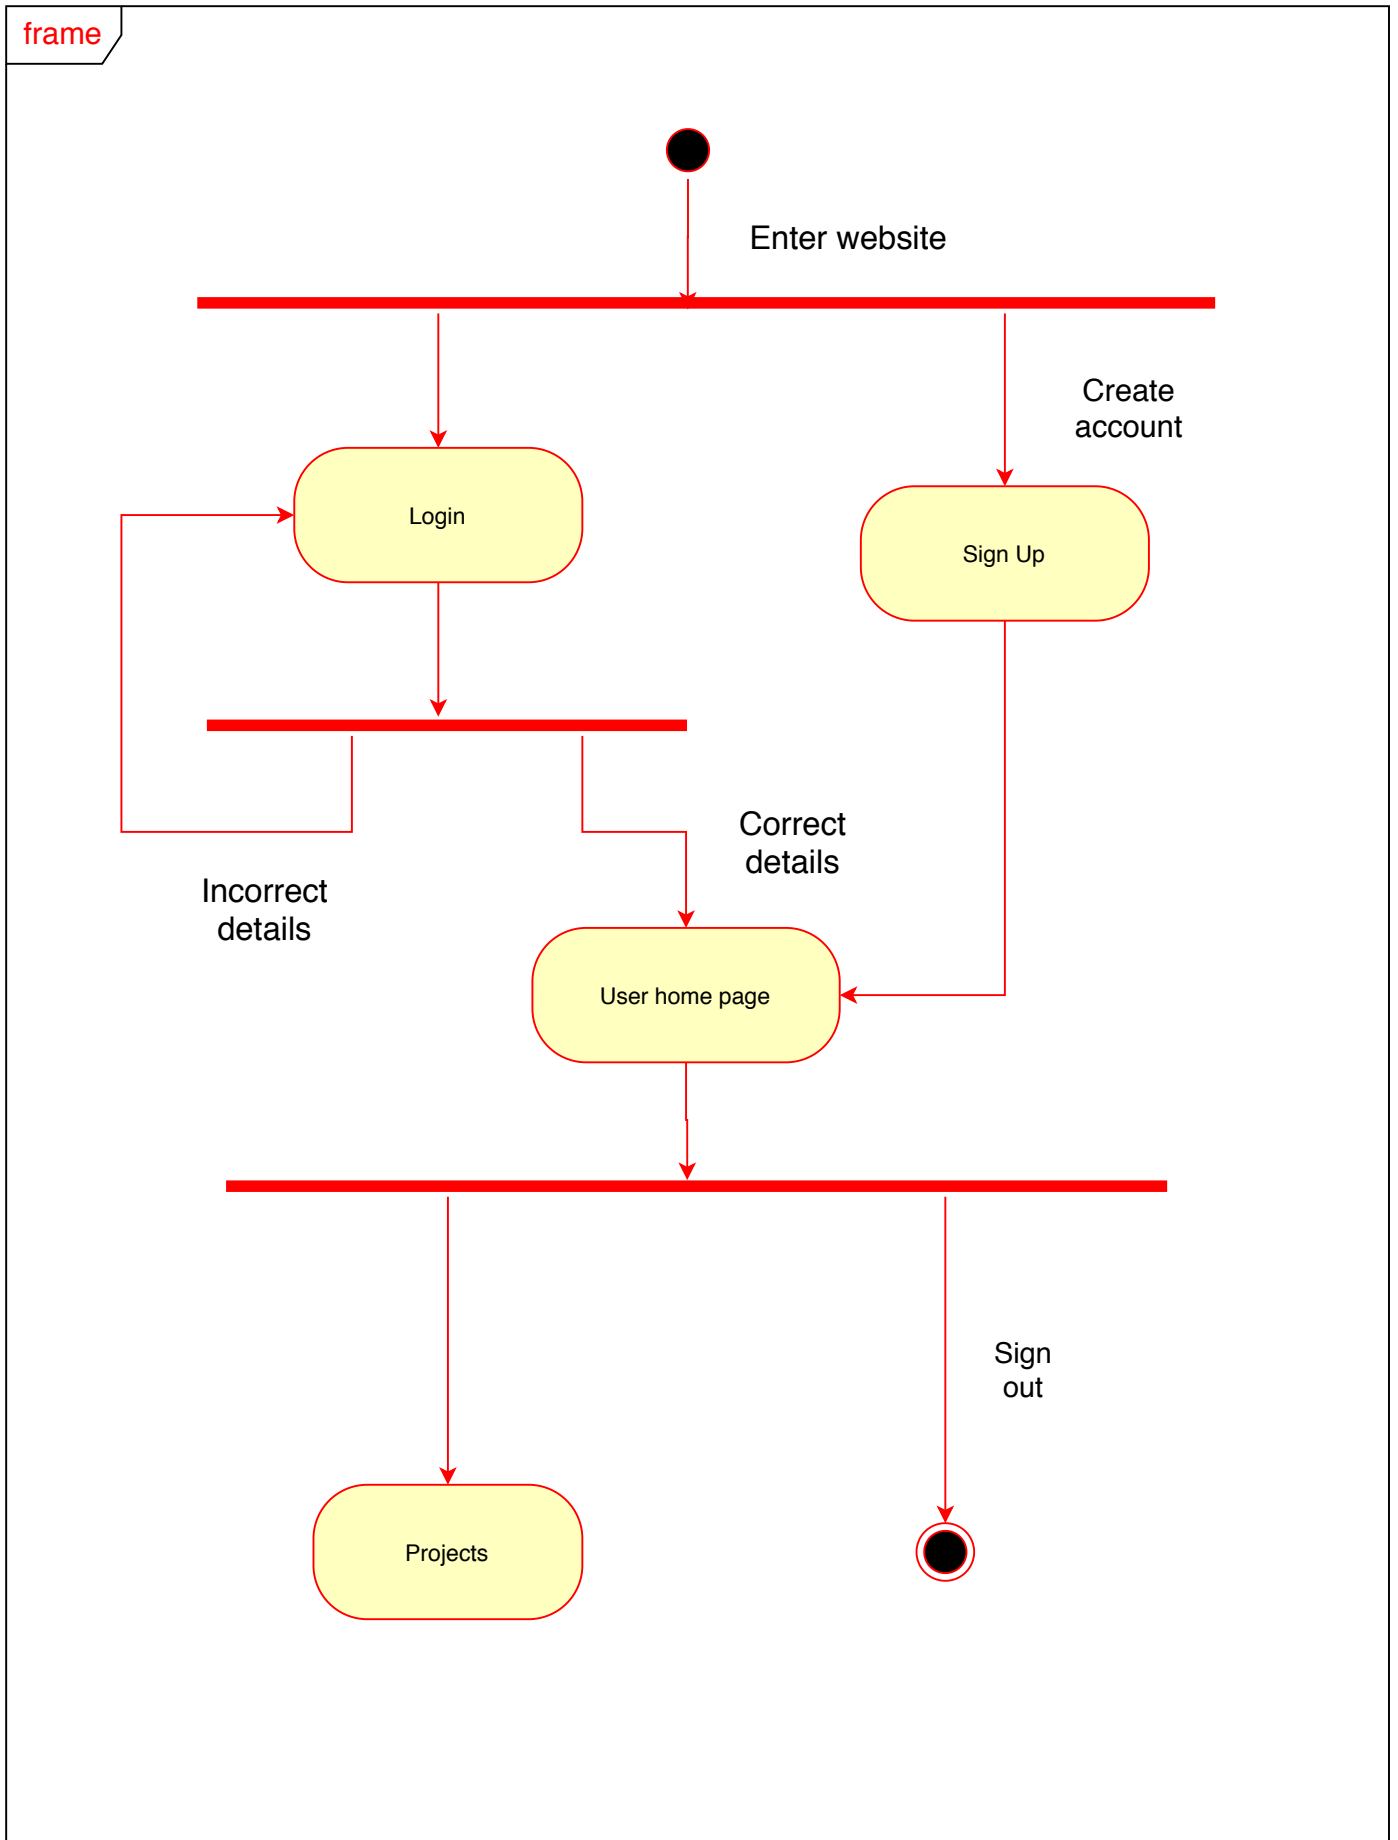 frame
Enter website
Create
account
Login
Sign Up
Correct
details
Incorrect
details
User home page
Sign
out
Projects